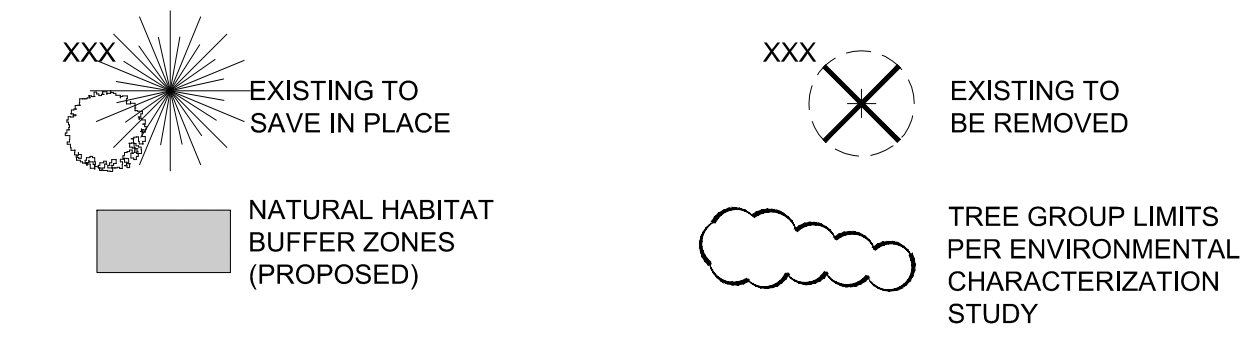 XXX
EXISTING TO
SAVE IN PLACE
XXX
EXISTING TO
BE REMOVED
NATURAL HABITAT
BUFFER ZONES
(PROPOSED)
TREE GROUP LIMITS
PER ENVIRONMENTAL
CHARACTERIZATION
STUDY